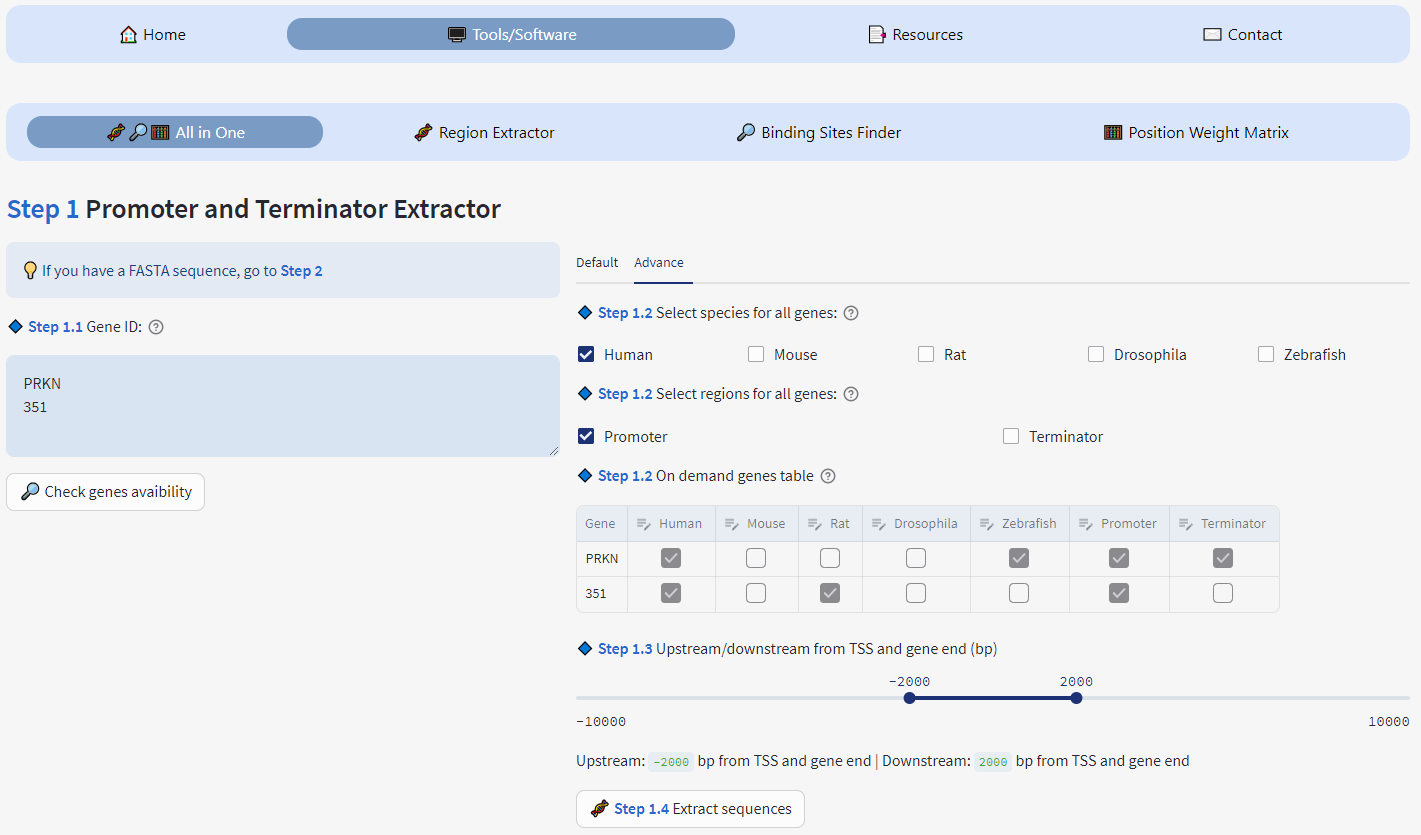 Home Tools/Software Resources Contact
All in One Region Extractor Binding Sites Finder Position Weight Matrix
Step 1 Promoter and Terminator Extractor
If you have a FASTA sequence, go to Step 2
Step 1.1 Gene ID:
PRKN
351
Check genes avaibility
Default Advance
Step 1.2 Select species for all genes:
Human Mouse Rat Drosophila Zebrafish
Step 1.2 Select regions for all genes:
Promoter Terminator
Step 1.2 On demand genes table
Gene Human Mouse Rat Drosophila Zebrafish Promoter Terminator
PRKN
351
Step 1.3 Upstream/downstream from TSS and gene end (bp)
-2000 2000
-10000 10000
Upstream: -2000 bp from TSS and gene end | Downstream: 2000 bp from TSS and gene end
Step 1.4 Extract sequences